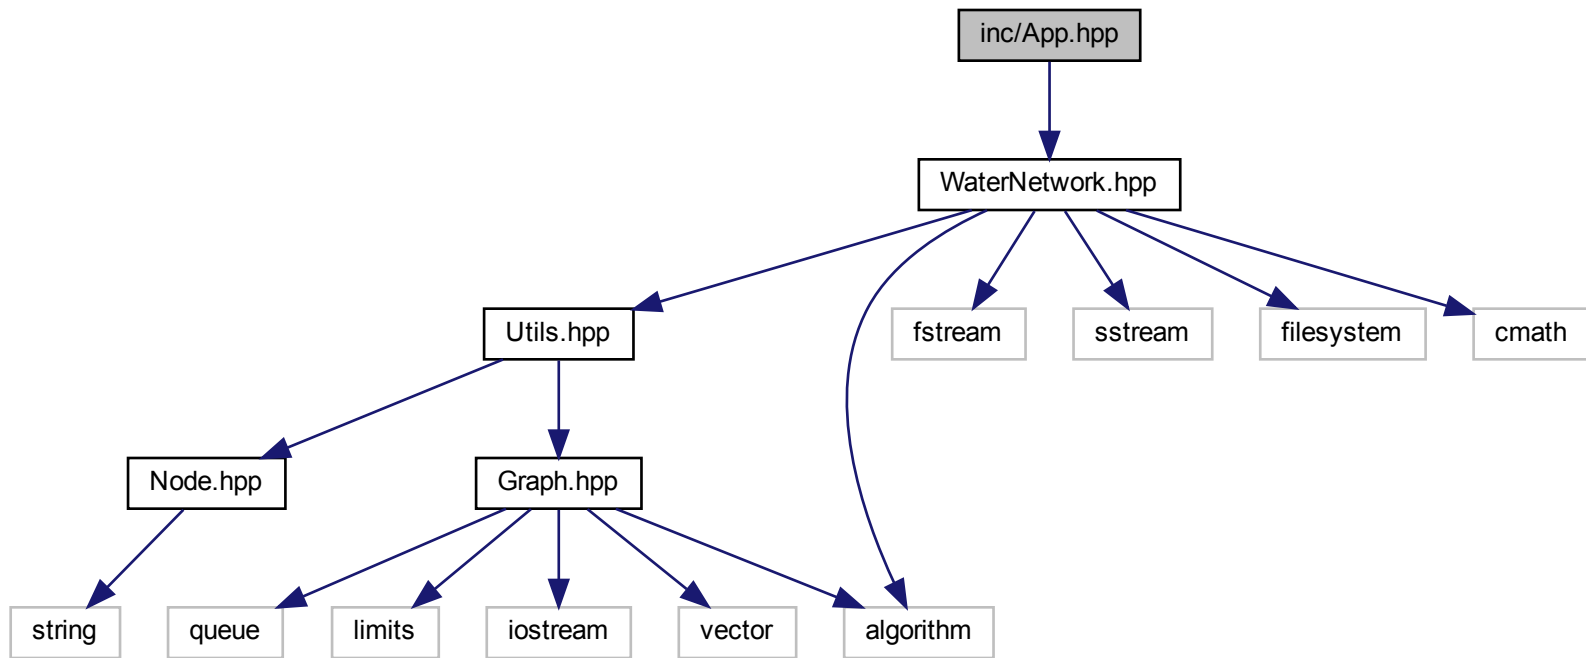 inc/App.hpp
WaterNetwork.hpp
Utils.hpp
fstream
sstream
filesystem
cmath
Node.hpp
Graph.hpp
string
queue
limits
iostream
vector
algorithm